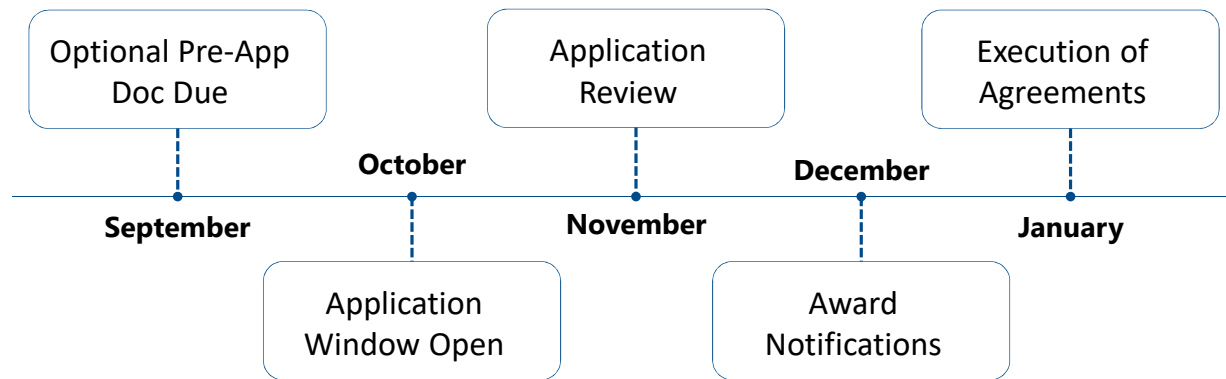 Optional Pre-App
Doc Due
Application
Review
Execution of
Agreements
October
December
September
November
January
Application
Window Open
Award
Notifications